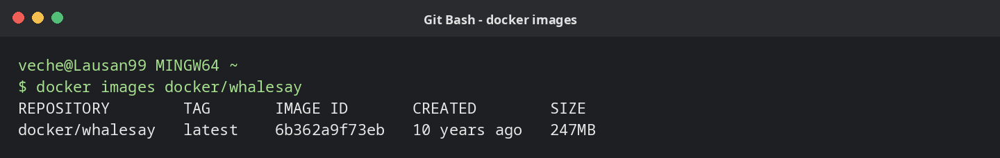 Git Bash - docker images
veche@Lausan99 MINGW64 ~
$ docker images docker/whalesay
REPOSITORY        TAG       IMAGE ID       CREATED        SIZE
docker/whalesay   latest    6b362a9f73eb   10 years ago   247MB